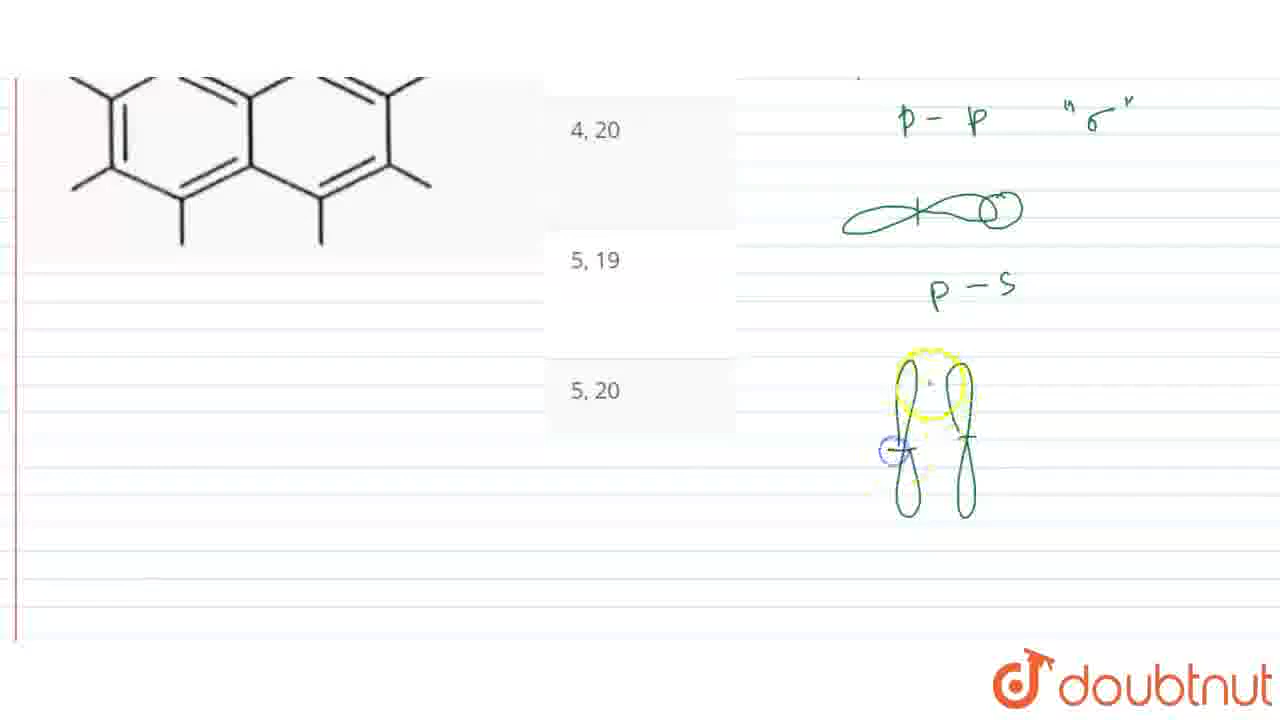 4, 20
5, 19
5, 20
p - p "σ"
p - s
doubtnut